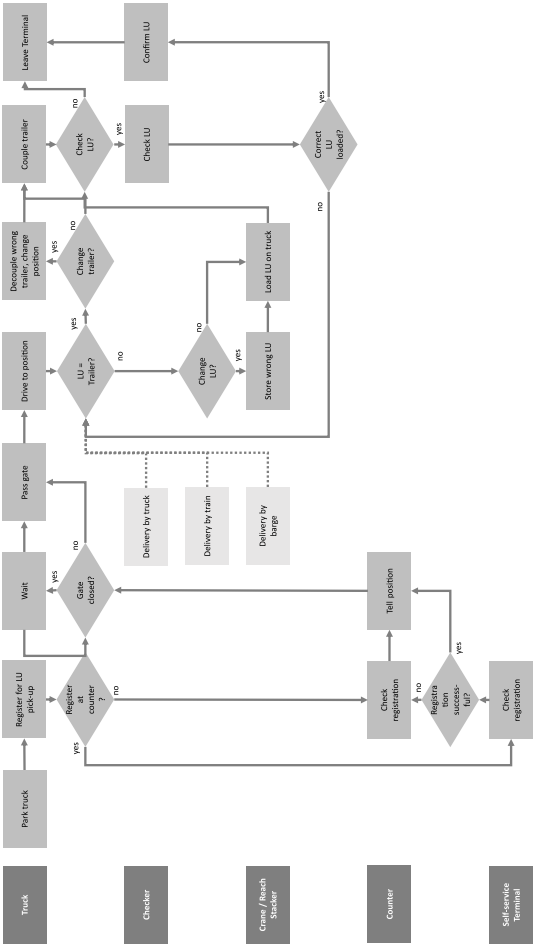 Truck
Park truck
Register for LU
pick-up
Wait
Pass gate
Drive to position
Decouple wrong
trailer, change
position
Couple trailer
Leave Terminal
yes
Register
at
counter
?
no
yes
Gate
closed?
no
yes
LU =
Trailer?
no
yes
Change
trailer?
no
no
Check
LU?
yes
Checker
Delivery by truck
Check LU
Confirm LU
Delivery by train
Change
LU?
no
yes
Crane / Reach
Stacker
Delivery by
barge
Store wrong LU
Load LU on truck
no
Correct
LU
loaded?
yes
Counter
Check
registration
Tell position
no
Registra
tion
success-
ful?
yes
Self-service
Terminal
Check
registration